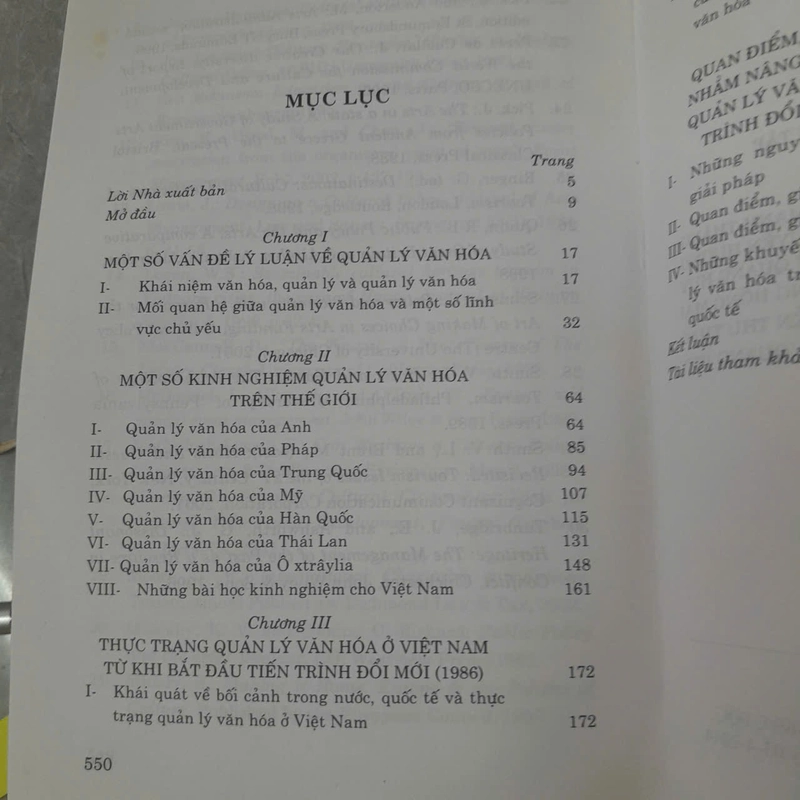 MỤC LỤC
Trang
Lời Nhà xuất bản 5
Mở đầu 9
Chương I
MỘT SỐ VẤN ĐỀ LÝ LUẬN VỀ QUẢN LÝ VĂN HÓA 17
I- Khái niệm văn hóa, quản lý và quản lý văn hóa 17
II- Mối quan hệ giữa quản lý văn hóa và một số lĩnh
vực chủ yếu 32
Chương II
MỘT SỐ KINH NGHIỆM QUẢN LÝ VĂN HÓA
TRÊN THẾ GIỚI 64
I- Quản lý văn hóa của Anh 64
II- Quản lý văn hóa của Pháp 85
III- Quản lý văn hóa của Trung Quốc 94
IV- Quản lý văn hóa của Mỹ 107
V- Quản lý văn hóa của Hàn Quốc 115
VI- Quản lý văn hóa của Thái Lan 131
VII- Quản lý văn hóa của Ô xtrâylia 148
VIII- Những bài học kinh nghiệm cho Việt Nam 161
Chương III
THỰC TRẠNG QUẢN LÝ VĂN HÓA Ở VIỆT NAM
TỪ KHI BẮT ĐẦU TIẾN TRÌNH ĐỔI MỚI (1986) 172
I- Khái quát về bối cảnh trong nước, quốc tế và thực
trạng quản lý văn hóa ở Việt Nam 172
550
văn hóa
QUAN ĐIỂM,
NHẰM NÂNG
QUẢN LÝ VĂ
TRÌNH ĐỔI
I- Những nguy
giải pháp
II- Quan điểm, g
III- Quan điểm, g
IV- Những khuyế
lý văn hóa tr
quốc tế
Kết luận
Tài liệu tham khả